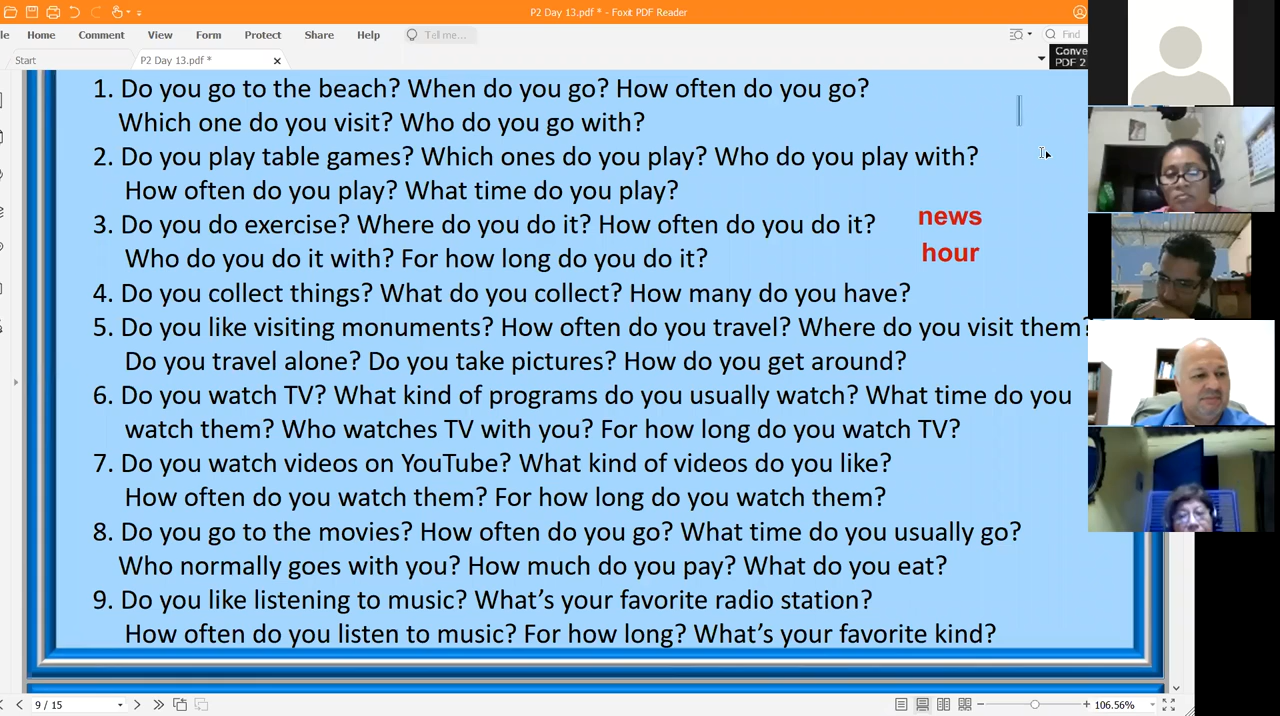 P2 Day 13.pdf * - Foxit PDF Reader
le Home Comment View Form Protect Share Help Tell me... Find
Start P2 Day 13.pdf *
Conve
PDF 2
1. Do you go to the beach? When do you go? How often do you go?
Which one do you visit? Who do you go with?
2. Do you play table games? Which ones do you play? Who do you play with?
How often do you play? What time do you play?
3. Do you do exercise? Where do you do it? How often do you do it?
news
Who do you do it with? For how long do you do it?
hour
4. Do you collect things? What do you collect? How many do you have?
5. Do you like visiting monuments? How often do you travel? Where do you visit them?
Do you travel alone? Do you take pictures? How do you get around?
6. Do you watch TV? What kind of programs do you usually watch? What time do you
watch them? Who watches TV with you? For how long do you watch TV?
7. Do you watch videos on YouTube? What kind of videos do you like?
How often do you watch them? For how long do you watch them?
8. Do you go to the movies? How often do you go? What time do you usually go?
Who normally goes with you? How much do you pay? What do you eat?
9. Do you like listening to music? What's your favorite radio station?
How often do you listen to music? For how long? What's your favorite kind?
9 / 15
106.56%